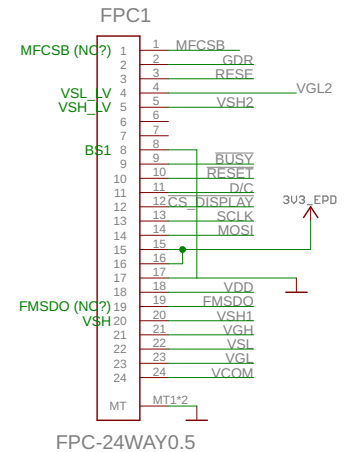 FPC1
MFCSB (NC?) 1 1 MFCSB
2 2 GDR
3 3 RESE
VSL_LV 4 4 VGL2
VSH_LV 5 5 VSH2
6 6
7 7
BS1 8 8
9 9 BUSY
10 10 RESET
11 11 D/C
12 12 CS_DISPLAY 3V3_EPD
13 13 SCLK
14 14 MOSI
15 15
16 16
17 17
18 18 VDD
FMSDO (NC?) 19 19 FMSDO
VSH 20 20 VSH1
21 21 VGH
22 22 VSL
23 23 VGL
24 24 VCOM
MT MT1*2
FPC-24WAY0.5